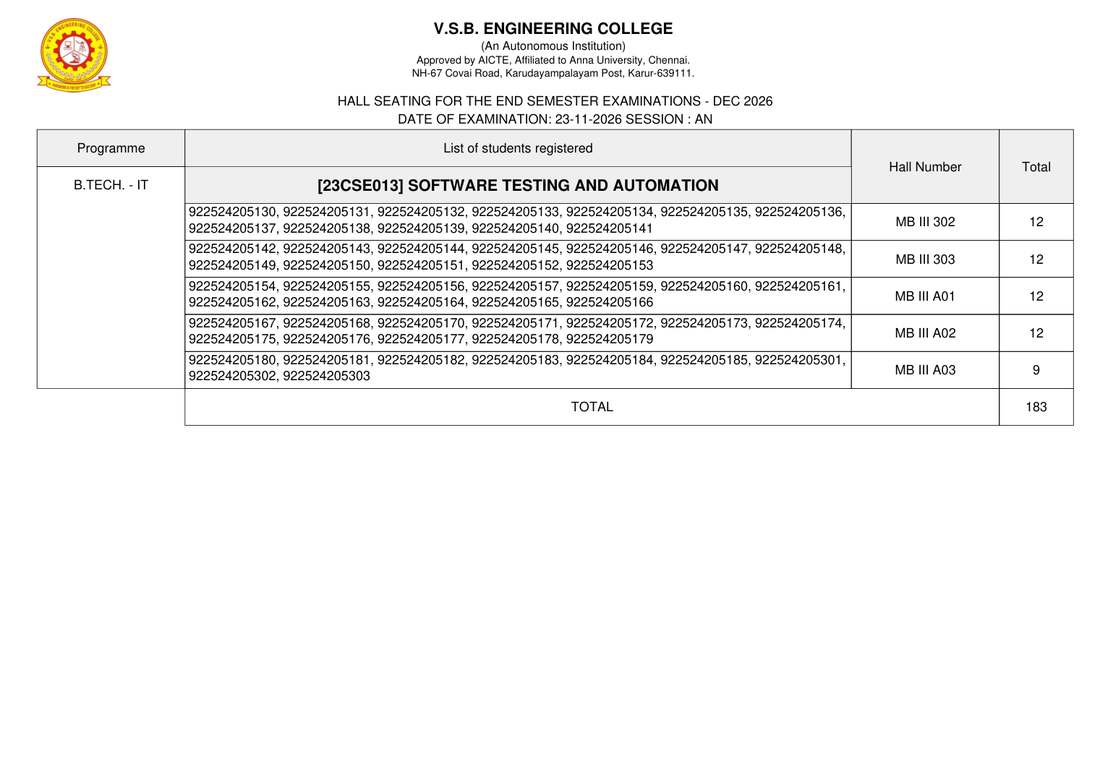 V.S.B. ENGINEERING COLLEGE
(An Autonomous Institution)
Approved by AICTE, Affiliated to Anna University, Chennai.
NH-67 Covai Road, Karudayampalayam Post, Karur-639111.
HALL SEATING FOR THE END SEMESTER EXAMINATIONS - DEC 2026
DATE OF EXAMINATION: 23-11-2026 SESSION : AN
Programme
List of students registered
Hall Number
Total
B.TECH. - IT
[23CSE013] SOFTWARE TESTING AND AUTOMATION
922524205130, 922524205131, 922524205132, 922524205133, 922524205134, 922524205135, 922524205136,
922524205137, 922524205138, 922524205139, 922524205140, 922524205141
MB III 302
12
922524205142, 922524205143, 922524205144, 922524205145, 922524205146, 922524205147, 922524205148,
922524205149, 922524205150, 922524205151, 922524205152, 922524205153
MB III 303
12
922524205154, 922524205155, 922524205156, 922524205157, 922524205159, 922524205160, 922524205161,
922524205162, 922524205163, 922524205164, 922524205165, 922524205166
MB III A01
12
922524205167, 922524205168, 922524205170, 922524205171, 922524205172, 922524205173, 922524205174,
922524205175, 922524205176, 922524205177, 922524205178, 922524205179
MB III A02
12
922524205180, 922524205181, 922524205182, 922524205183, 922524205184, 922524205185, 922524205301,
922524205302, 922524205303
MB III A03
9
TOTAL
183